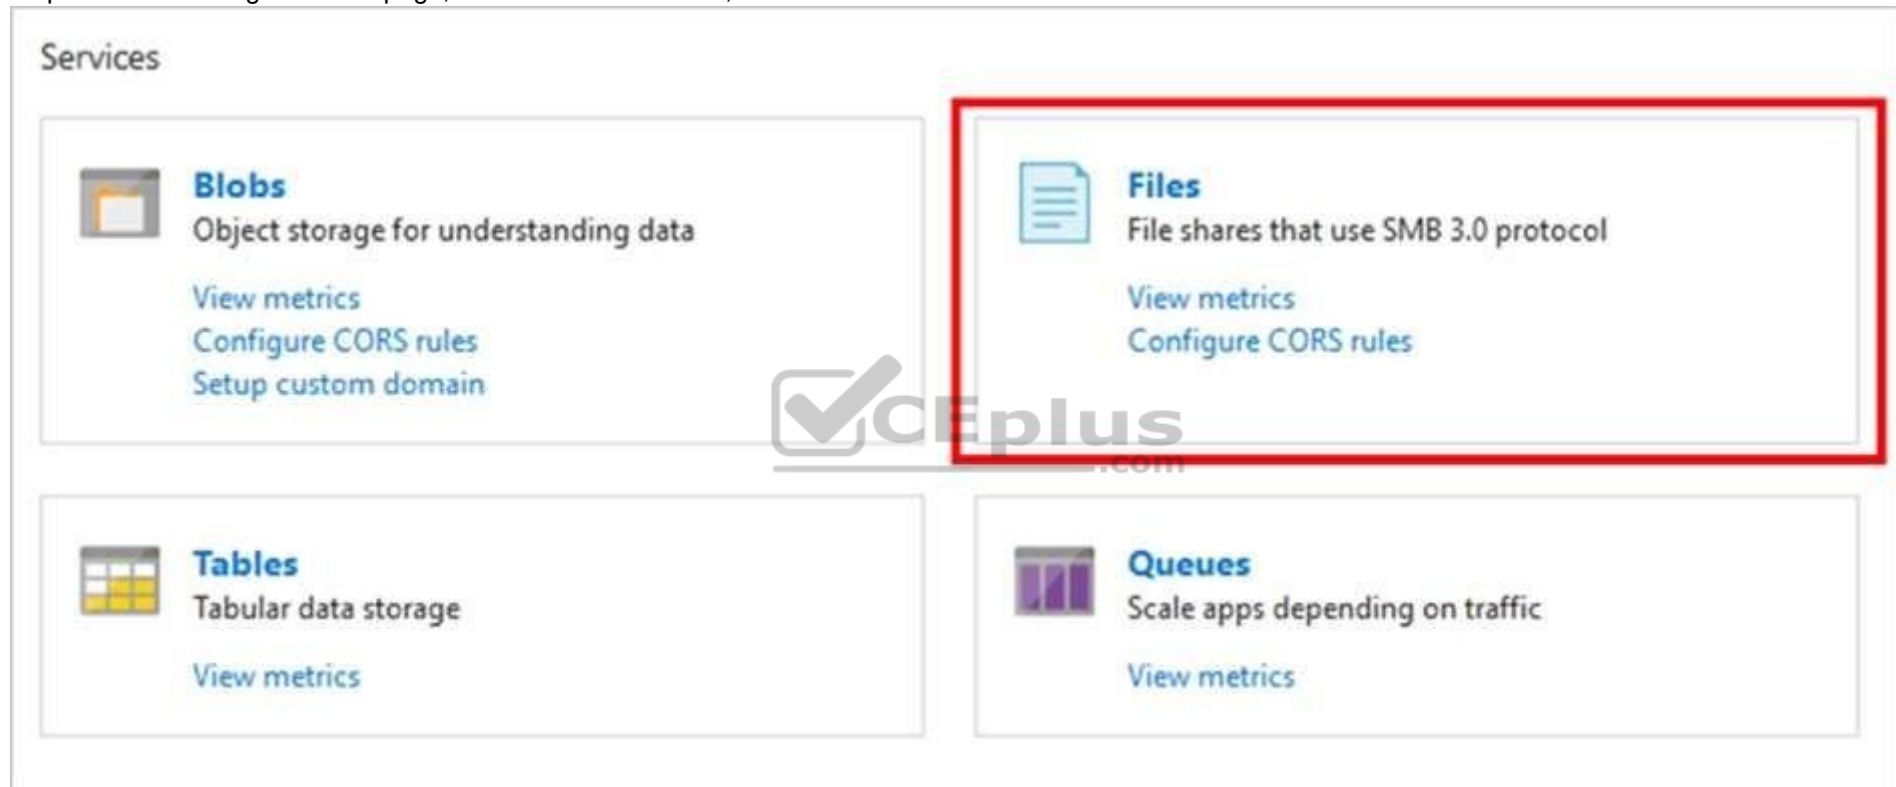 Services
Blobs
Object storage for understanding data
View metrics
Configure CORS rules
Setup custom domain
Files
File shares that use SMB 3.0 protocol
View metrics
Configure CORS rules
CEplus
.com
Tables
Tabular data storage
View metrics
Queues
Scale apps depending on traffic
View metrics